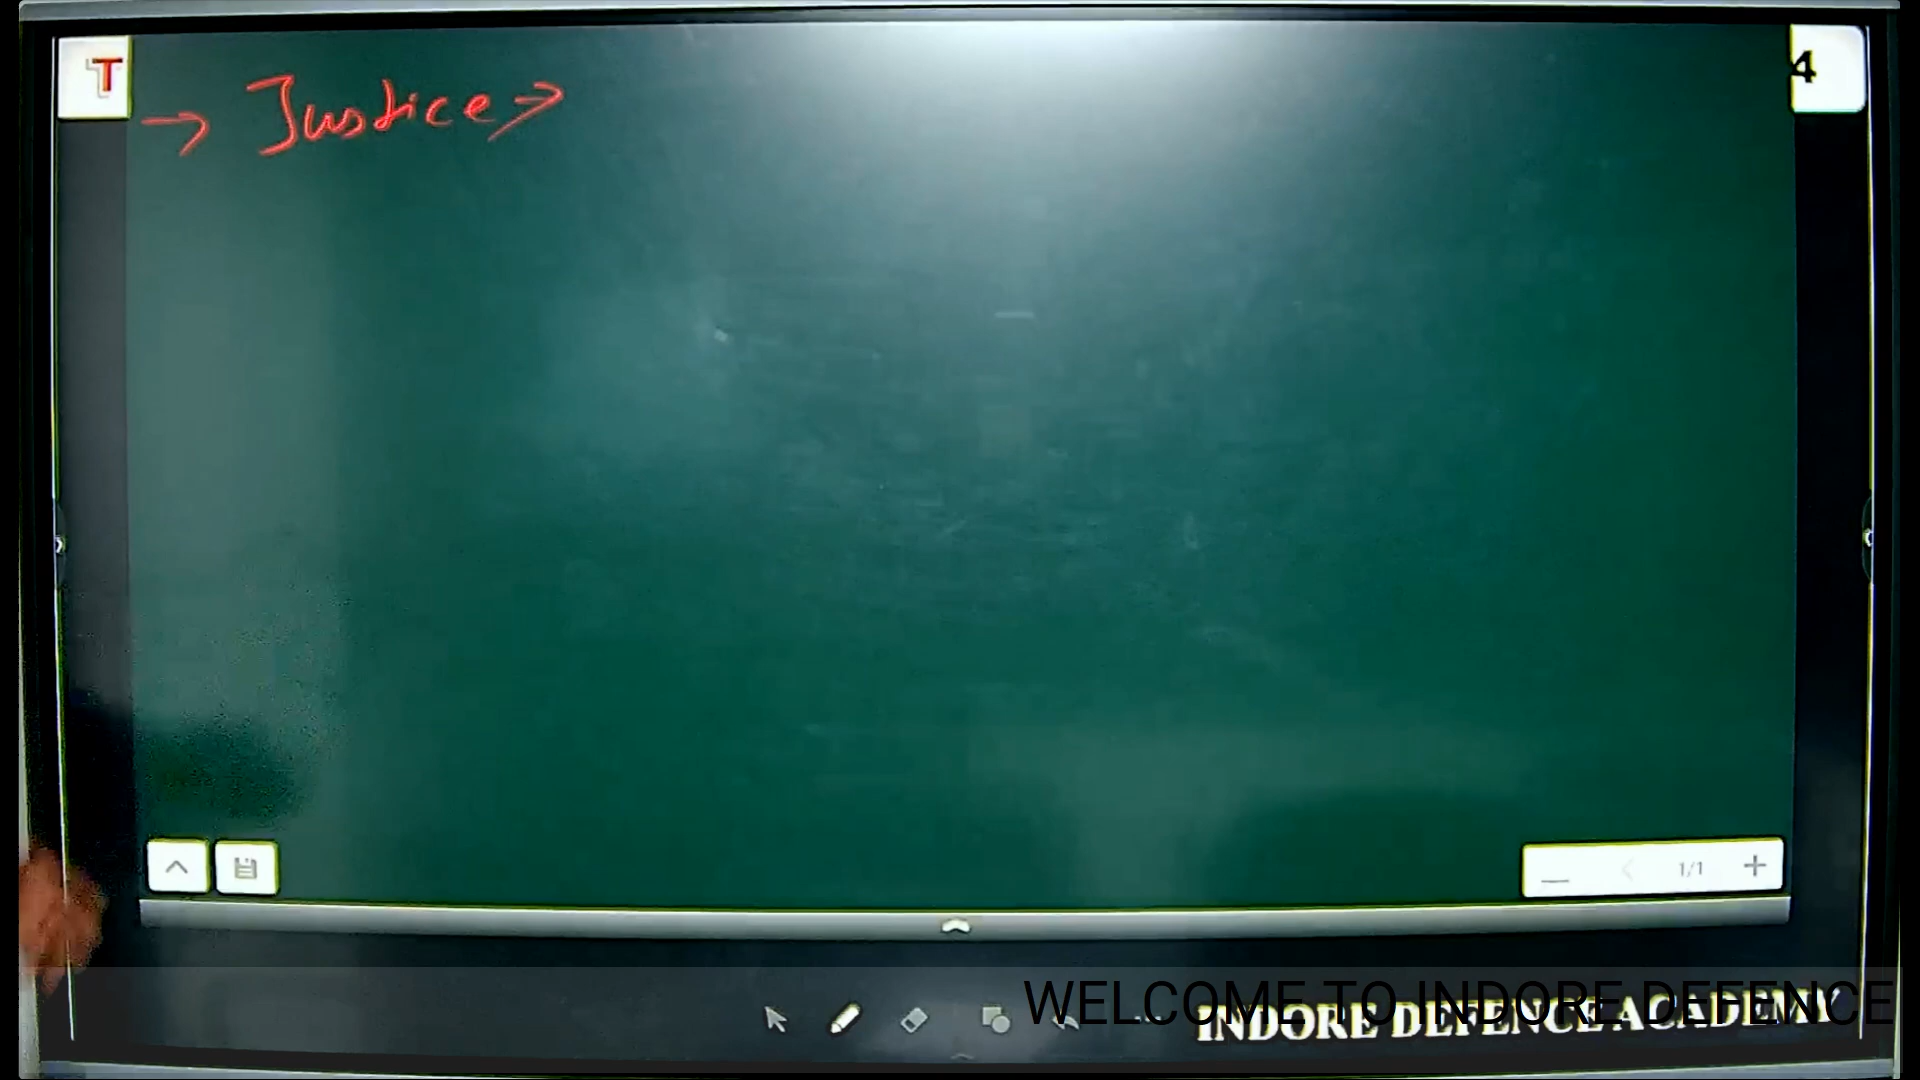 T
4
→ Justice →
1/1
WELCOME TO INDORE DEFENCE
INDORE DEFENCE ACADEMY